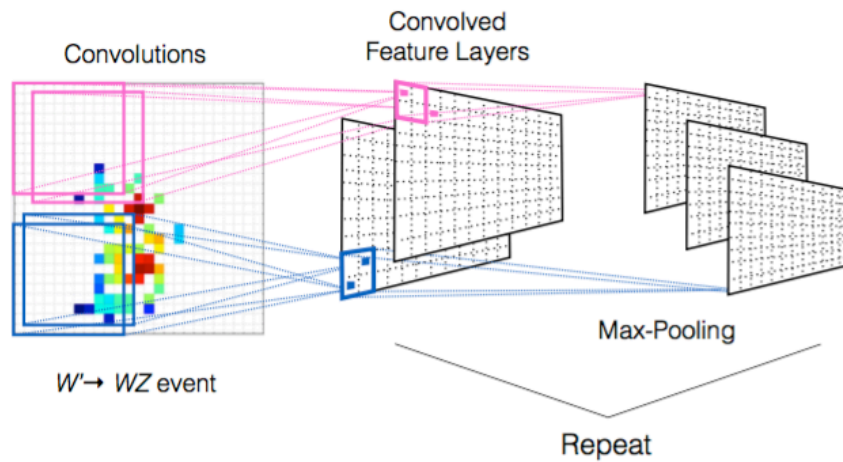 Convolutions
Convolved
Feature Layers
Max-Pooling
W'→ WZ event
Repeat